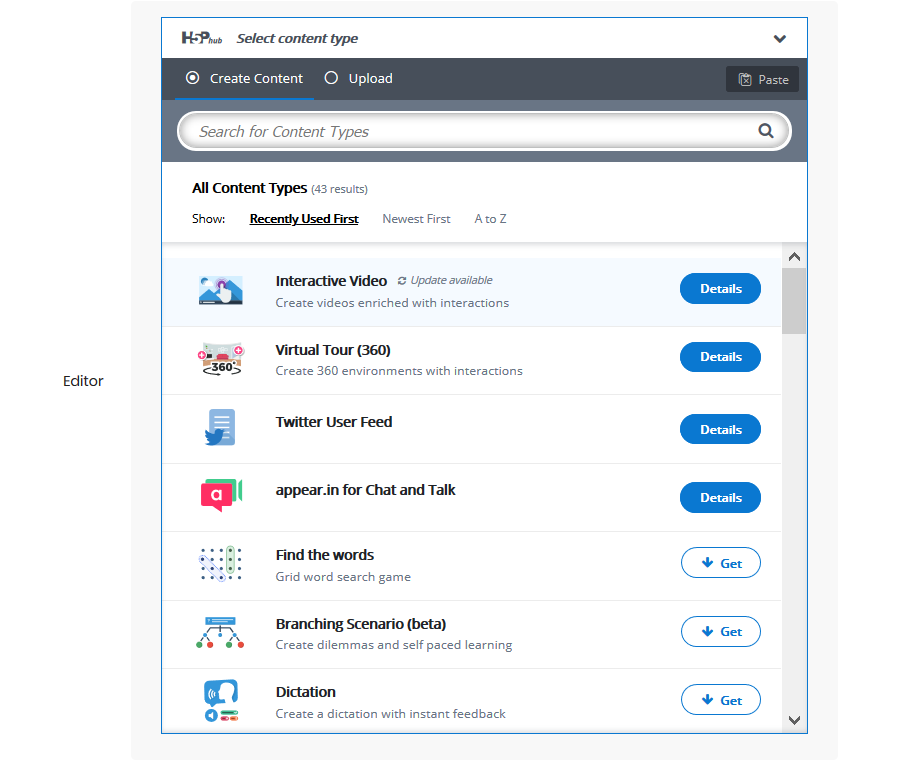 H5Phub Select content type
Create Content Upload Paste
Search for Content Types
All Content Types (43 results)
Show: Recently Used First Newest First A to Z
Interactive Video Update available
Create videos enriched with interactions
Details
Virtual Tour (360)
Create 360 environments with interactions
360°
Details
Editor
Twitter User Feed
Details
appear.in for Chat and Talk
a
Details
Find the words
Grid word search game
Get
Branching Scenario (beta)
Create dilemmas and self paced learning
Get
Dictation
Create a dictation with instant feedback
Get